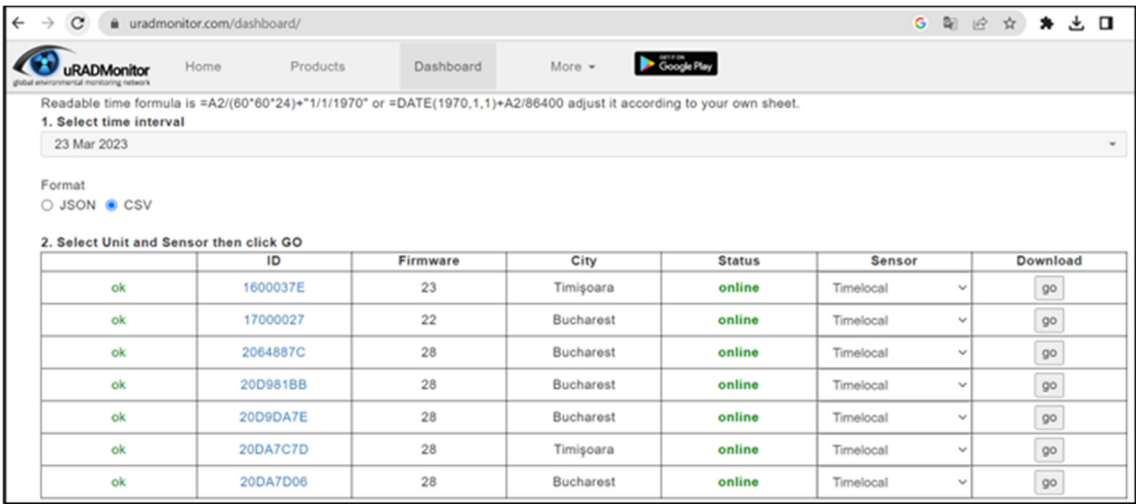 uradmonitor.com/dashboard/
uRADMonitor
global environmental monitoring network
Home Products Dashboard More
GET IT ON
Google Play
Readable time formula is =A2/(60*60*24)+"1/1/1970" or =DATE(1970,1,1)+A2/86400 adjust it according to your own sheet.
1. Select time interval
23 Mar 2023
Format
JSON CSV
2. Select Unit and Sensor then click GO
ID Firmware City Status Sensor Download
ok 1600037E 23 Timişoara online Timelocal go
ok 17000027 22 Bucharest online Timelocal go
ok 2064887C 28 Bucharest online Timelocal go
ok 20D981BB 28 Bucharest online Timelocal go
ok 20D9DA7E 28 Bucharest online Timelocal go
ok 20DA7C7D 28 Timişoara online Timelocal go
ok 20DA7D06 28 Bucharest online Timelocal go